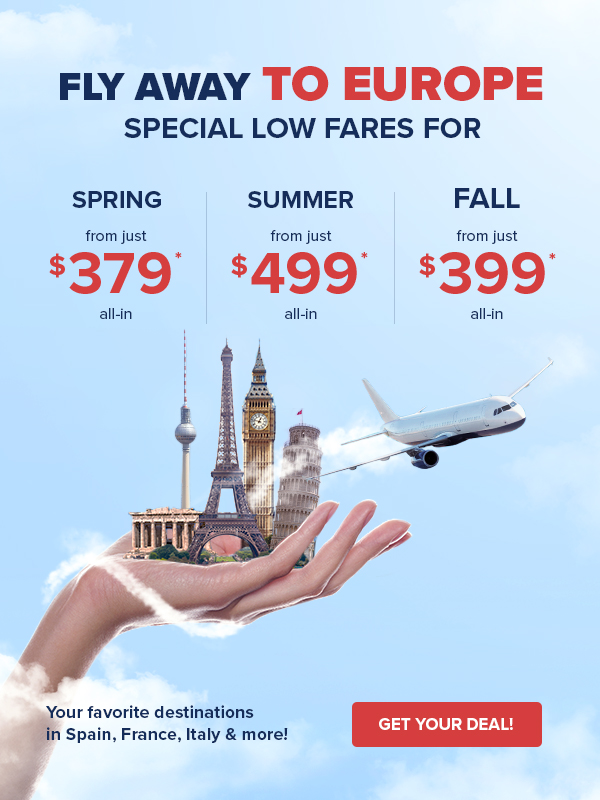 FLY AWAY TO EUROPE
SPECIAL LOW FARES FOR
SPRING
from just
$379*
all-in
SUMMER
from just
$499*
all-in
FALL
from just
$399*
all-in
Your favorite destinations
in Spain, France, Italy & more!
GET YOUR DEAL!